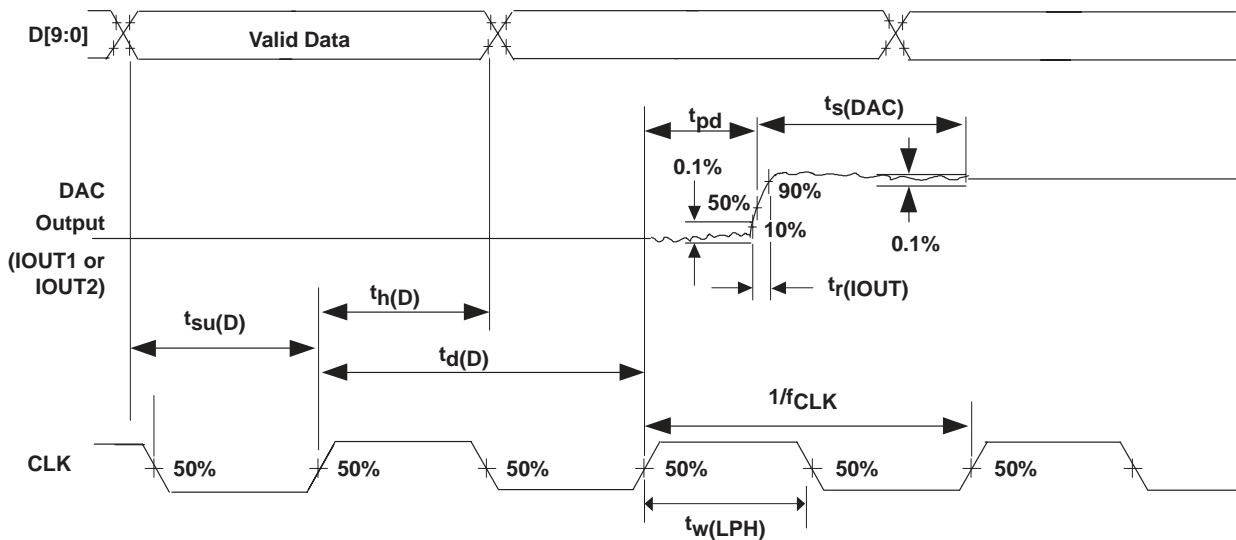 D[9:0]
Valid Data
ts(DAC)
tpd
0.1%
DAC
Output
(IOUT1 or
IOUT2)
50%
90%
10%
0.1%
tr(IOUT)
th(D)
tsu(D)
td(D)
1/fCLK
CLK
50%
50%
50%
50%
50%
50%
tw(LPH)